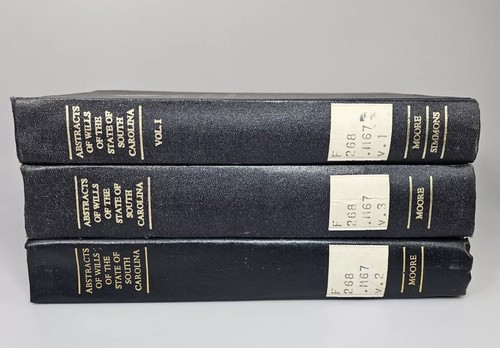 ABSTRACTS
OF WILLS
OF THE
STATE OF
SOUTH
CAROLINA
VOL. I
F
268
.M67
v.1
MOORE
SIMMONS
ABSTRACTS
OF WILLS
OF THE
STATE OF
SOUTH
CAROLINA
F
268
.M67
v.3
MOORE
ABSTRACTS
OF WILLS
OF THE
STATE OF
SOUTH
CAROLINA
F
268
.M67
v.2
MOORE